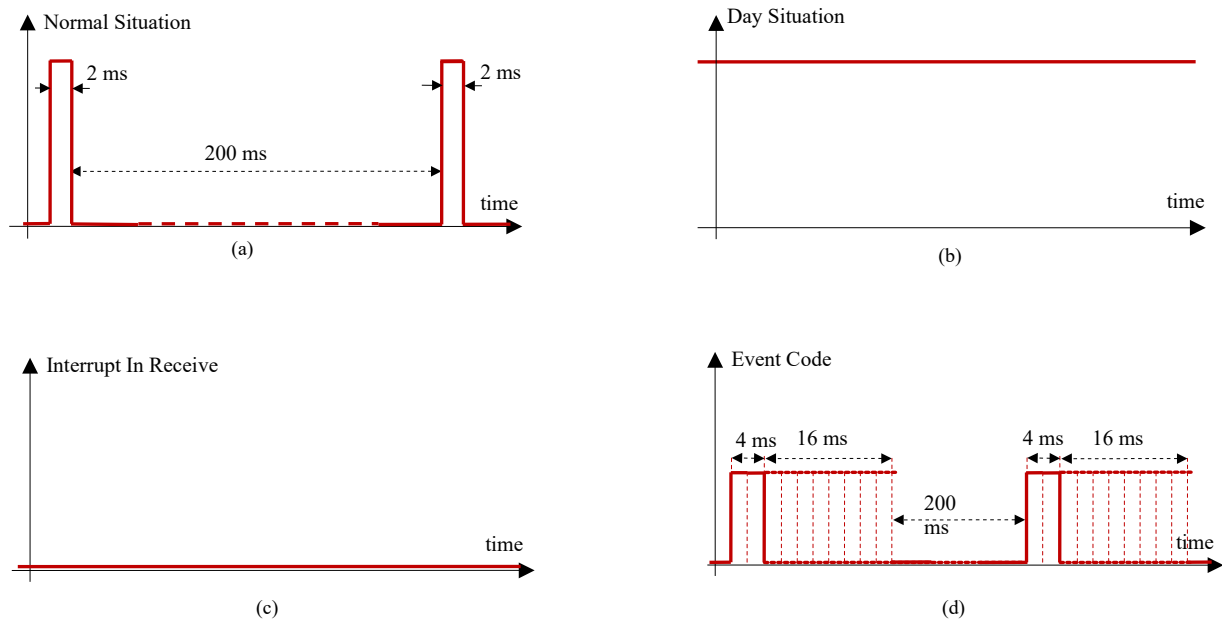 Normal Situation
2 ms
2 ms
200 ms
time
(a)
Day Situation
time
(b)
Interrupt In Receive
time
(c)
Event Code
4 ms
16 ms
4 ms
16 ms
200
ms
time
(d)